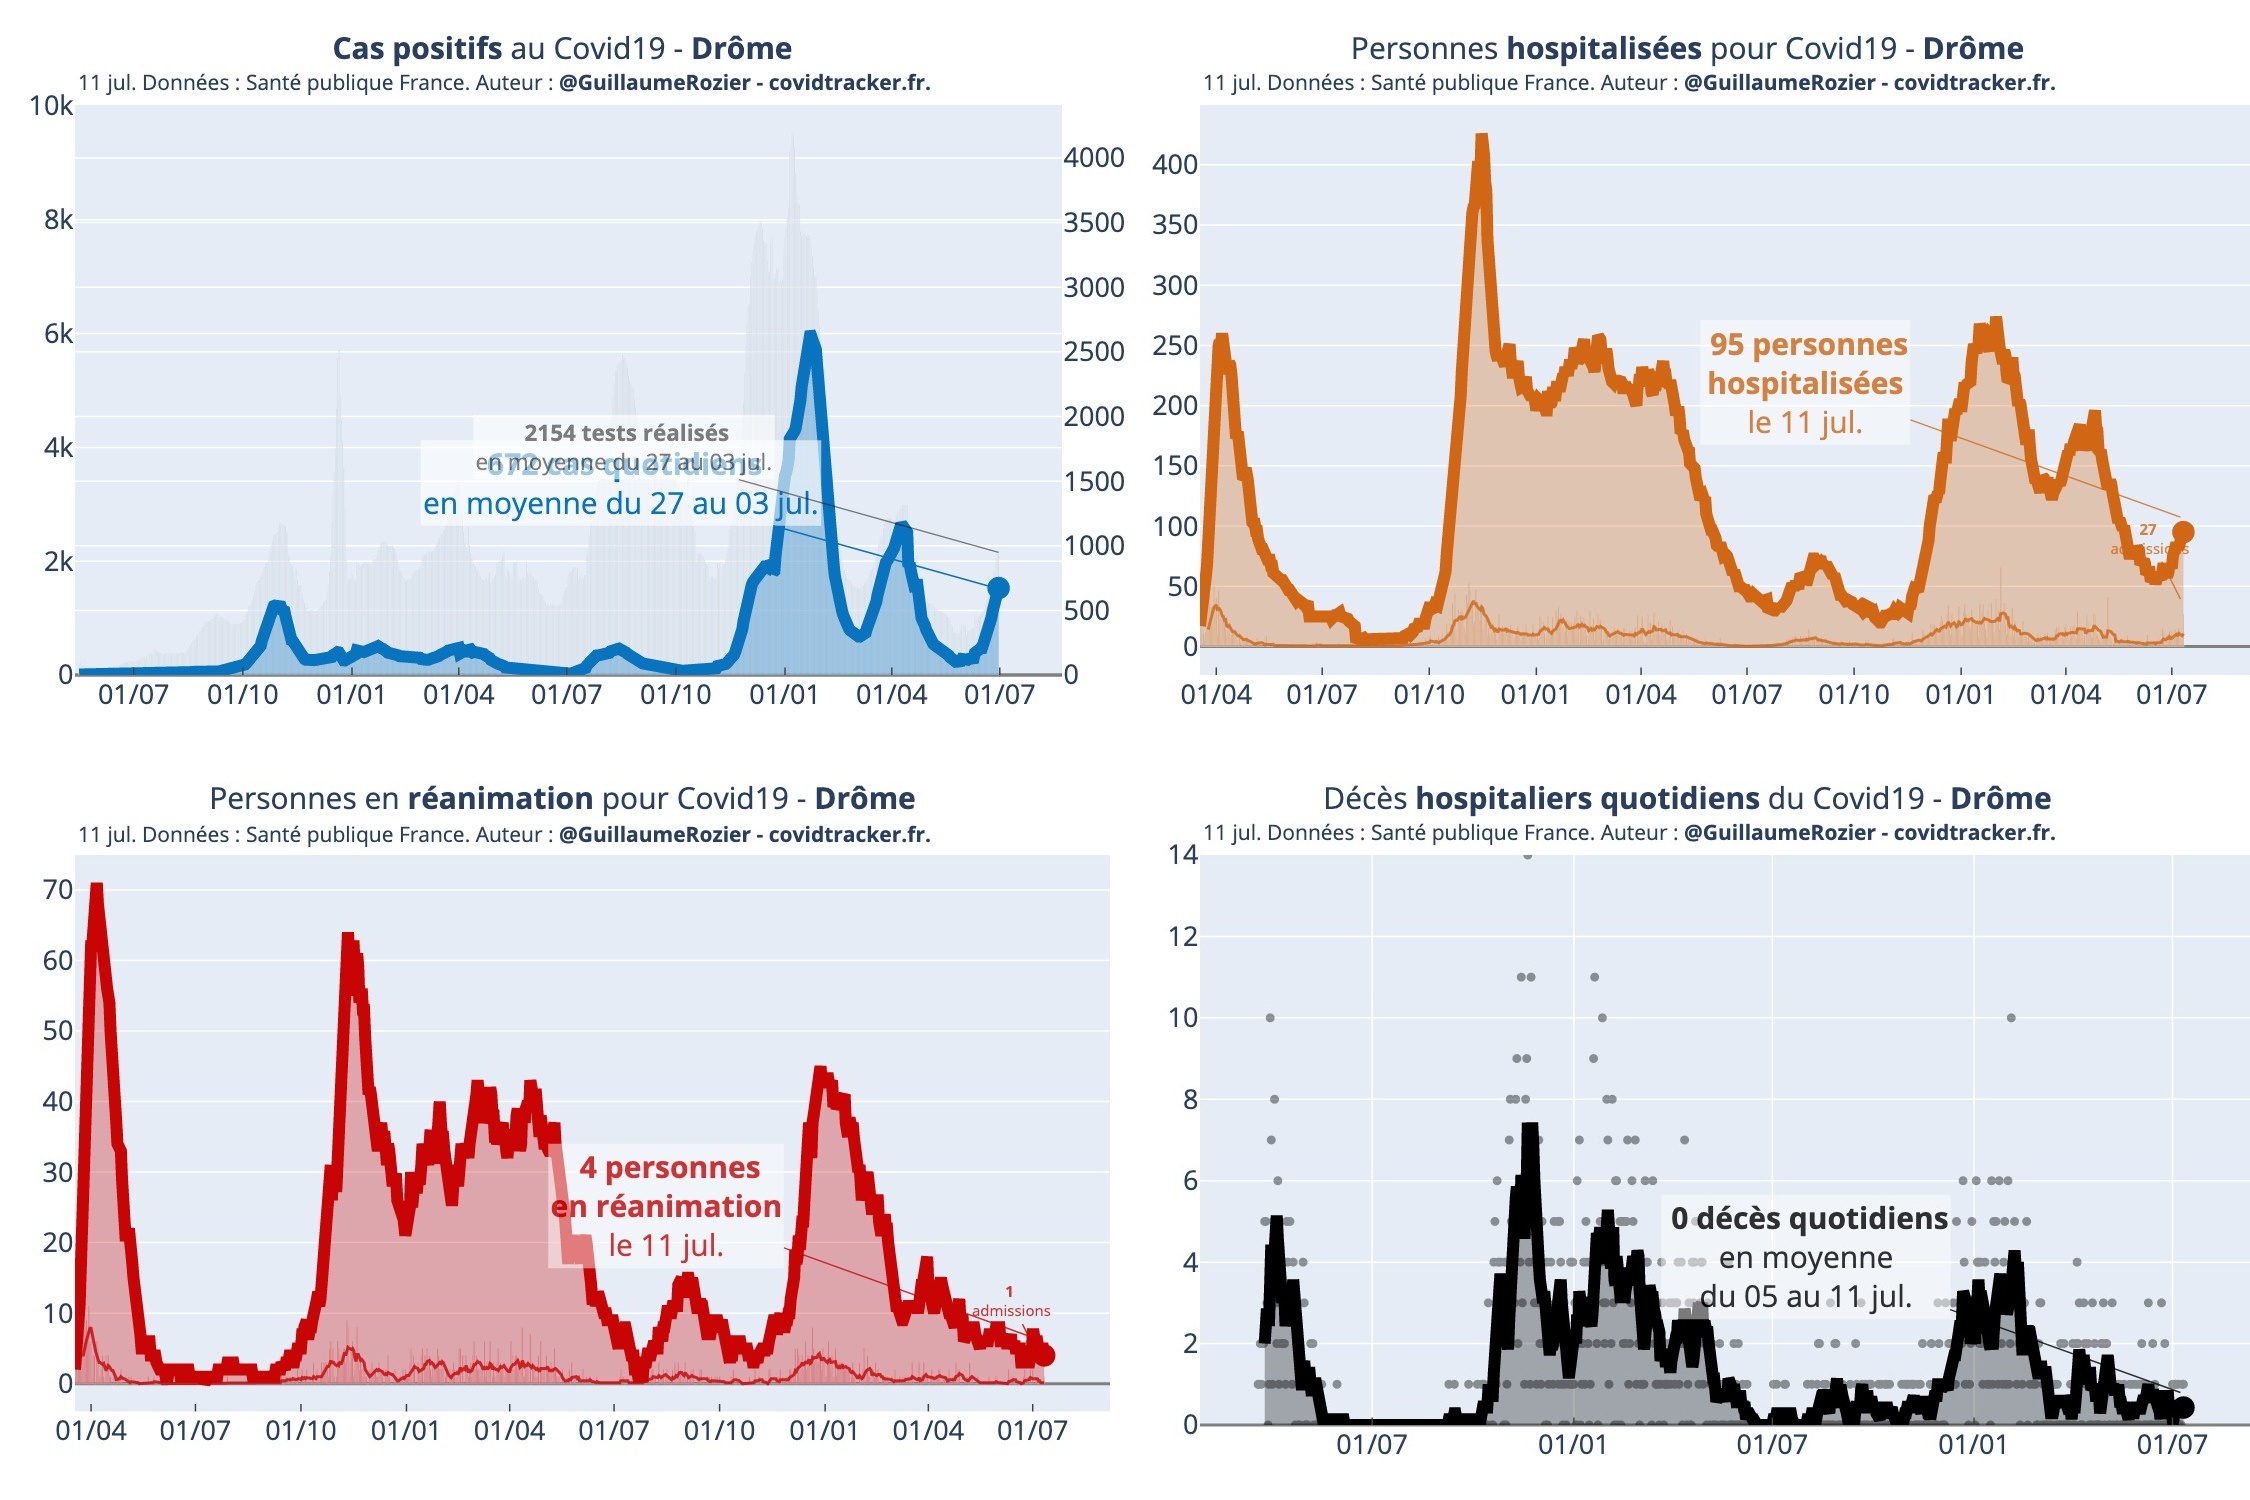 Cas positifs au Covid19 - Drôme
11 jul. Données : Santé publique France. Auteur : @GuillaumeRozier - covidtracker.fr.
10k
8k
6k
4k
2k
0
4000
3500
3000
2500
2000
1500
1000
500
0
2154 tests réalisés
en moyenne du 27 au 03 jul.
672 cas quotidiens
en moyenne du 27 au 03 jul.
01/07 01/10 01/01 01/04 01/07 01/10 01/01 01/04 01/07
Personnes hospitalisées pour Covid19 - Drôme
11 jul. Données : Santé publique France. Auteur : @GuillaumeRozier - covidtracker.fr.
400
350
300
250
200
150
100
50
0
95 personnes
hospitalisées
le 11 jul.
27
admissions
01/04 01/07 01/10 01/01 01/04 01/07 01/10 01/01 01/04 01/07
Personnes en réanimation pour Covid19 - Drôme
11 jul. Données : Santé publique France. Auteur : @GuillaumeRozier - covidtracker.fr.
70
60
50
40
30
20
10
0
4 personnes
en réanimation
le 11 jul.
1
admissions
01/04 01/07 01/10 01/01 01/04 01/07 01/10 01/01 01/04 01/07
Décès hospitaliers quotidiens du Covid19 - Drôme
11 jul. Données : Santé publique France. Auteur : @GuillaumeRozier - covidtracker.fr.
14
12
10
8
6
4
2
0
0 décès quotidiens
en moyenne
du 05 au 11 jul.
01/07 01/01 01/07 01/01 01/07